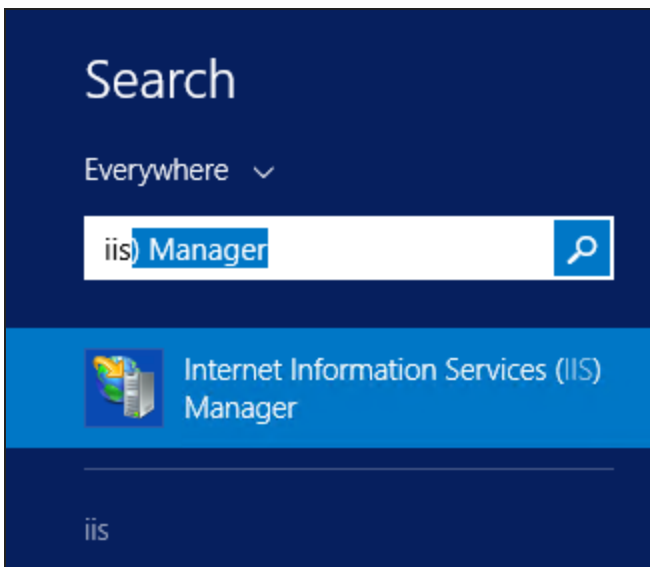 Search
Everywhere
iis) Manager
Internet Information Services (IIS)
Manager
iis